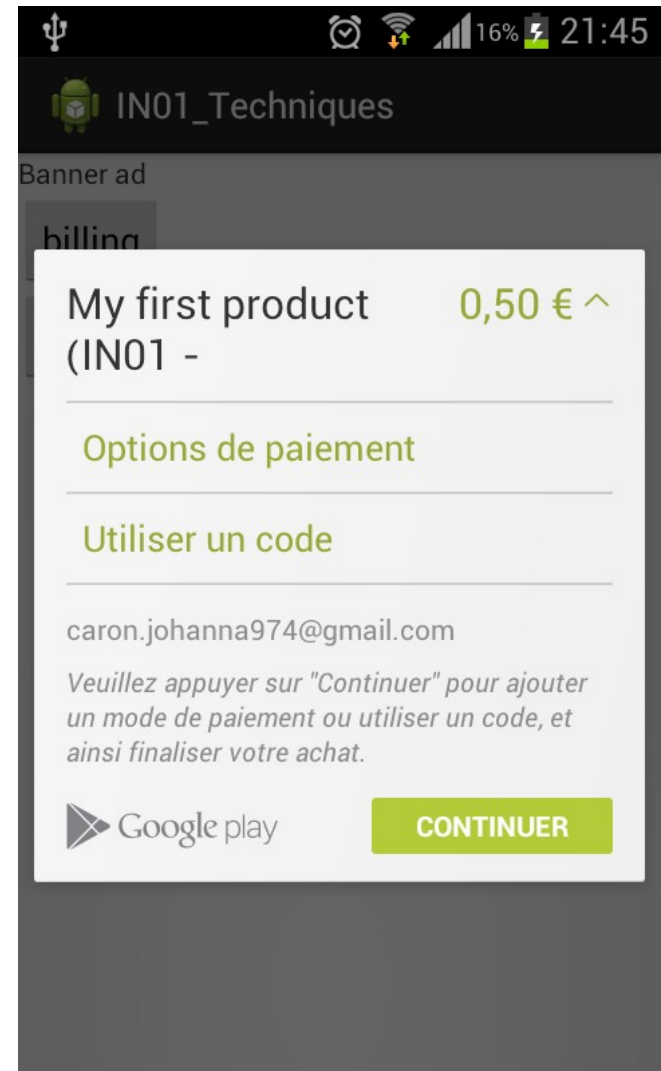 16% 21:45
IN01_Techniques
Banner ad
billing
My first product 0,50 €
(IN01 -
Options de paiement
Utiliser un code
caron.johanna974@gmail.com
Veuillez appuyer sur "Continuer" pour ajouter
un mode de paiement ou utiliser un code, et
ainsi finaliser votre achat.
Google play CONTINUER